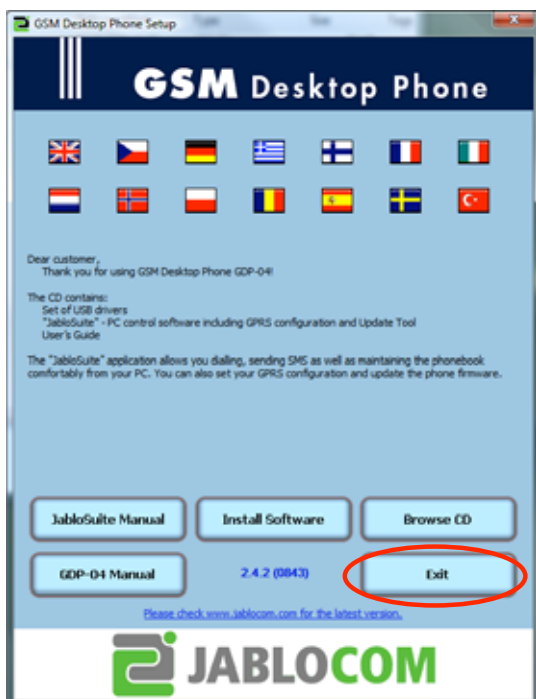 GSM Desktop Phone Setup
GSM Desktop Phone
Dear customer,
Thank you for using GSM Desktop Phone GDP-04!
The CD contains:
Set of USB drivers
"JabloSuite" - PC control software including GPRS configuration and Update Tool
User's Guide
The "JabloSuite" application allows you dialling, sending SMS as well as maintaining the phonebook
comfortably from your PC. You can also set your GPRS configuration and update the phone firmware.
JabloSuite Manual Install Software Browse CD
GDP-04 Manual 2.4.2 (0843) Exit
Please check www.jablocom.com for the latest version.
JABLOCOM